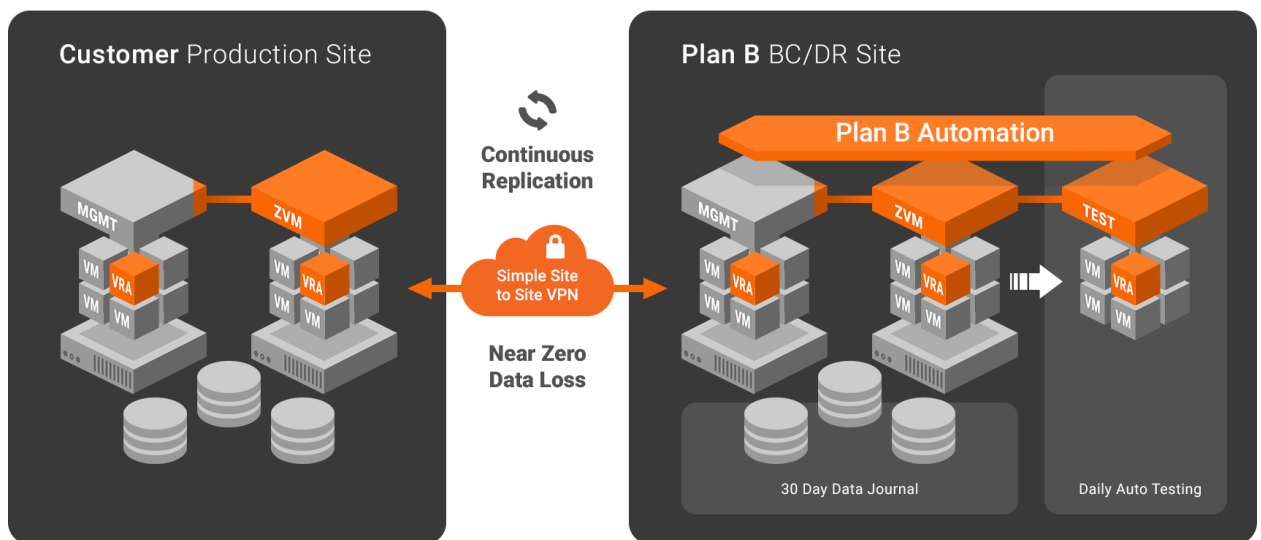 Customer Production Site
MGMT
ZVM
VM
VRA
VM
VM
VM
VRA
VM
VM
Continuous
Replication
Simple Site
to Site VPN
Near Zero
Data Loss
Plan B BC/DR Site
Plan B Automation
MGMT
ZVM
TEST
VM
VRA
VM
VM
VM
VRA
VM
VM
VM
VRA
VM
VM
30 Day Data Journal
Daily Auto Testing